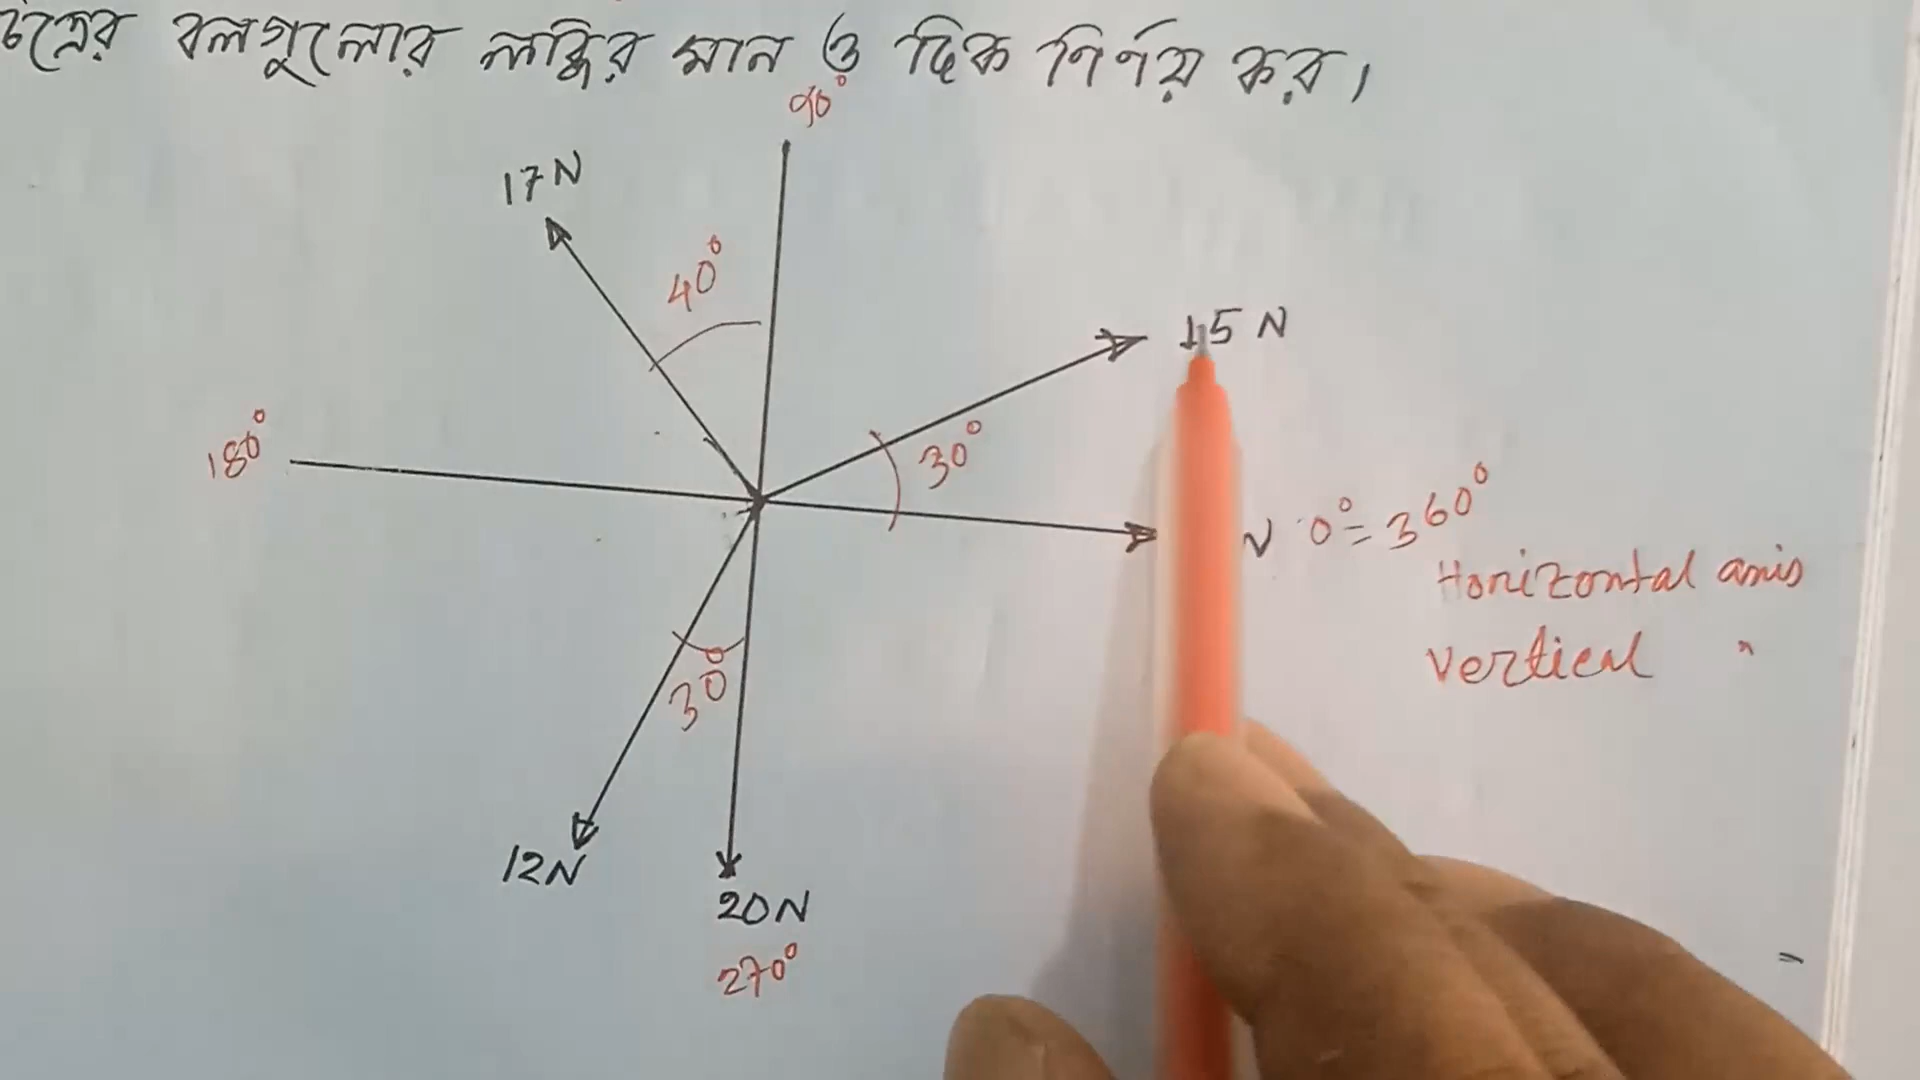 চিত্রের বলগুলোর লব্ধির মান ও দিক নির্ণয় কর।
90°
17N
40°
15 N
30°
180°
N 0° = 360°
Horizontal axis
Vertical "
30°
12N
20N
270°